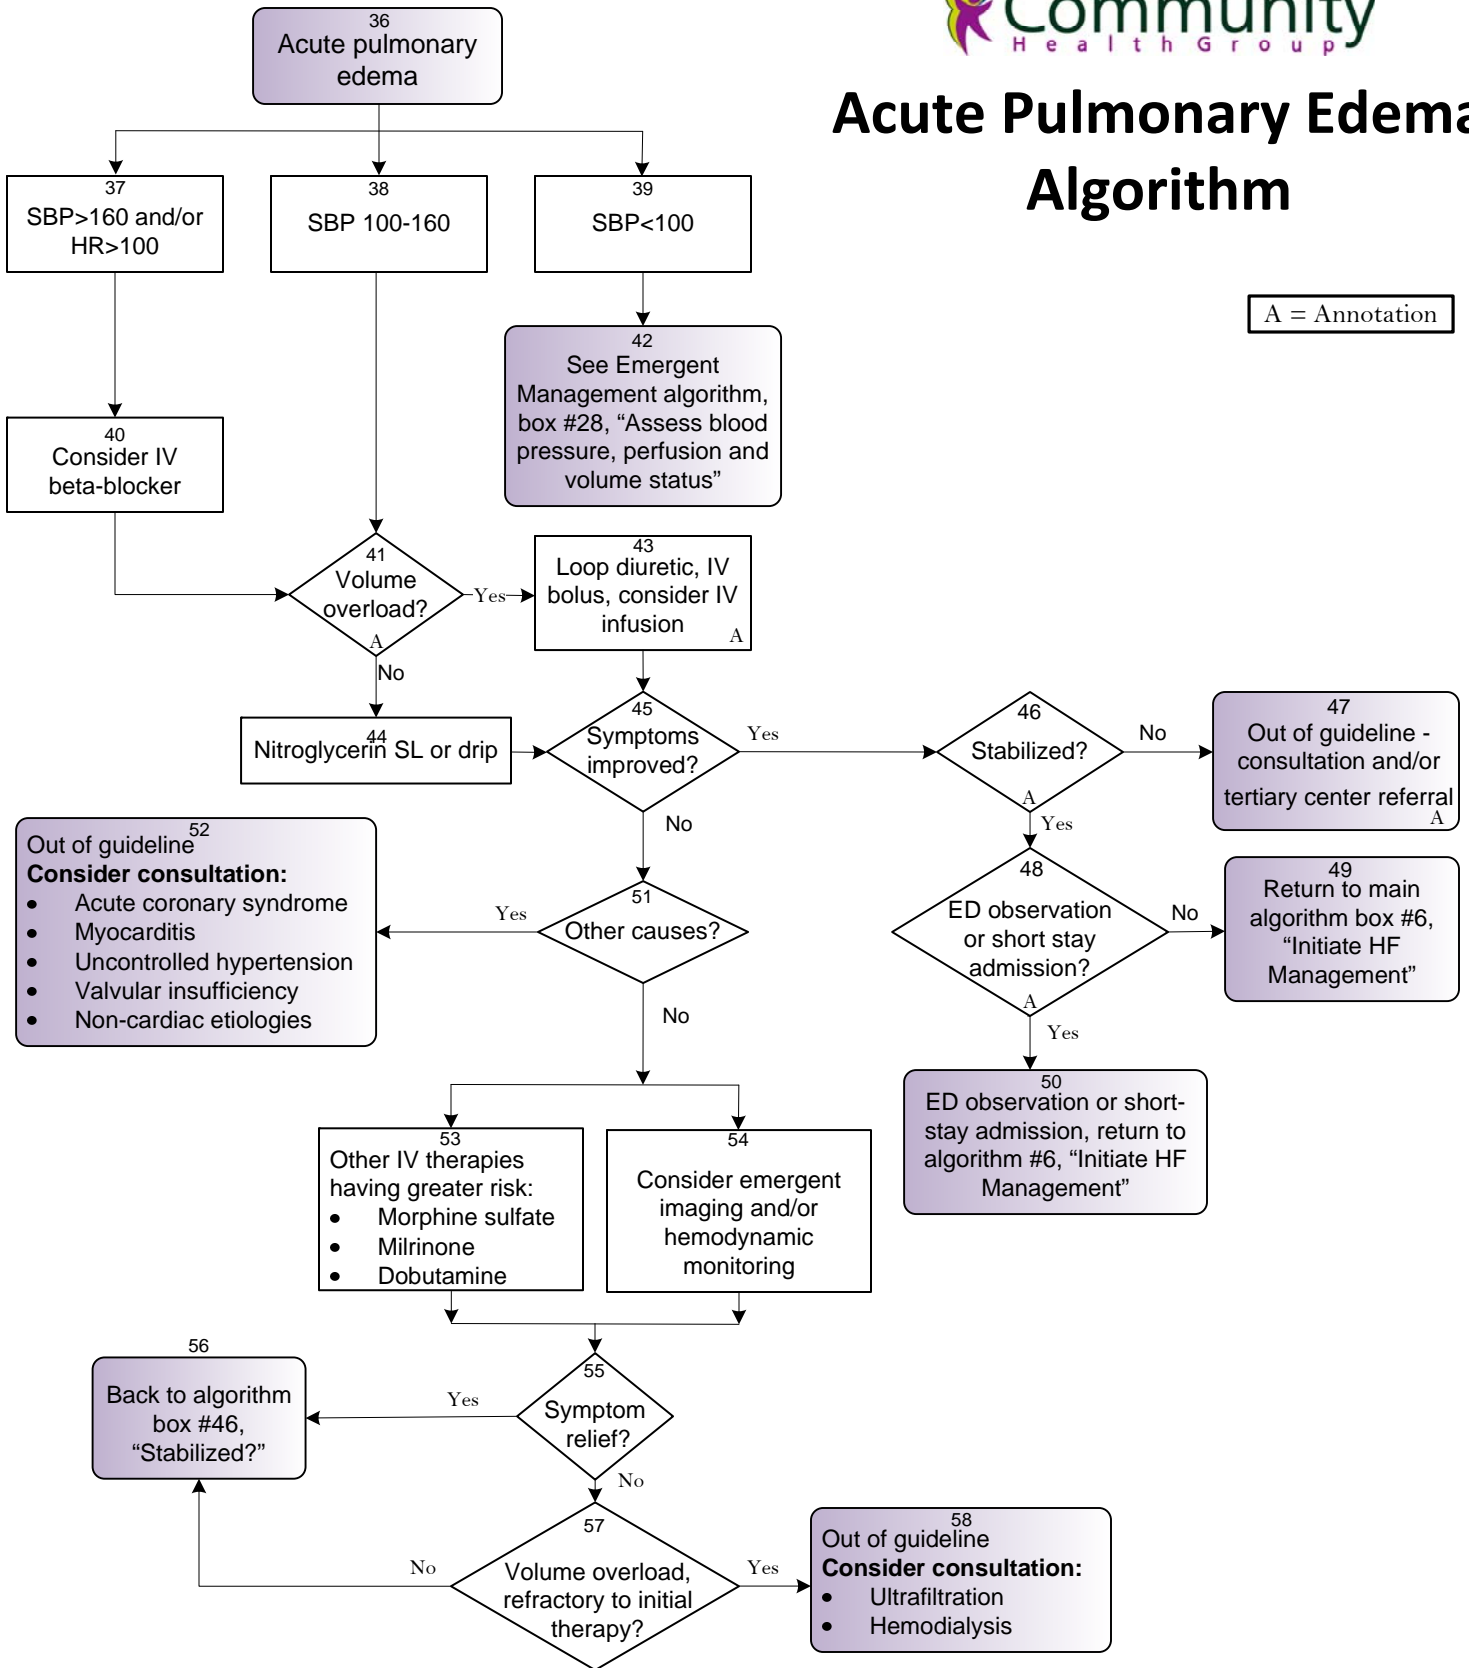 Community
HealthGroup
Acute Pulmonary Edema
Algorithm
A = Annotation
36
Acute pulmonary
edema
37
SBP>160 and/or
HR>100
38
SBP 100-160
39
SBP<100
40
Consider IV
beta-blocker
42
See Emergent
Management algorithm,
box #28, “Assess blood
pressure, perfusion and
volume status”
41
Volume
overload?
A
Yes
No
43
Loop diuretic, IV
bolus, consider IV
infusion
A
44
Nitroglycerin SL or drip
45
Symptoms
improved?
Yes
No
46
Stabilized?
A
No
Yes
47
Out of guideline -
consultation and/or
tertiary center referral
A
48
ED observation
or short stay
admission?
A
No
Yes
49
Return to main
algorithm box #6,
“Initiate HF
Management”
50
ED observation or short-
stay admission, return to
algorithm #6, “Initiate HF
Management”
51
Other causes?
Yes
No
52
Out of guideline
Consider consultation:
• Acute coronary syndrome
• Myocarditis
• Uncontrolled hypertension
• Valvular insufficiency
• Non-cardiac etiologies
53
Other IV therapies
having greater risk:
• Morphine sulfate
• Milrinone
• Dobutamine
54
Consider emergent
imaging and/or
hemodynamic
monitoring
55
Symptom
relief?
Yes
No
56
Back to algorithm
box #46,
“Stabilized?”
57
Volume overload,
refractory to initial
therapy?
No
Yes
58
Out of guideline
Consider consultation:
• Ultrafiltration
• Hemodialysis